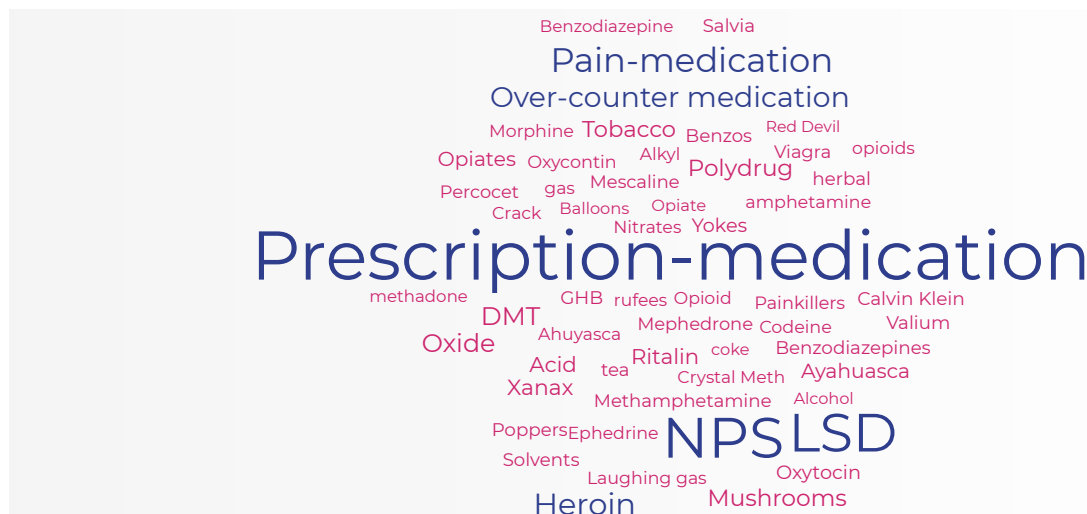 Benzodiazepine Salvia
Pain-medication
Over-counter medication
Morphine Tobacco Benzos Red Devil
Opiates Oxycontin Alkyl Polydrug Viagra opioids
Percocet gas Mescaline herbal
Crack Balloons Opiate amphetamine
Nitrates Yokes
Prescription-medication
methadone GHB rufees Opioid Painkillers Calvin Klein
DMT Ahuyasca Mephedrone Codeine Valium
Oxide Ritalin coke Benzodiazepines
Acid tea Crystal Meth Ayahuasca
Xanax Methamphetamine Alcohol
Poppers Ephedrine NPS LSD
Solvents Laughing gas Oxytocin
Heroin Mushrooms